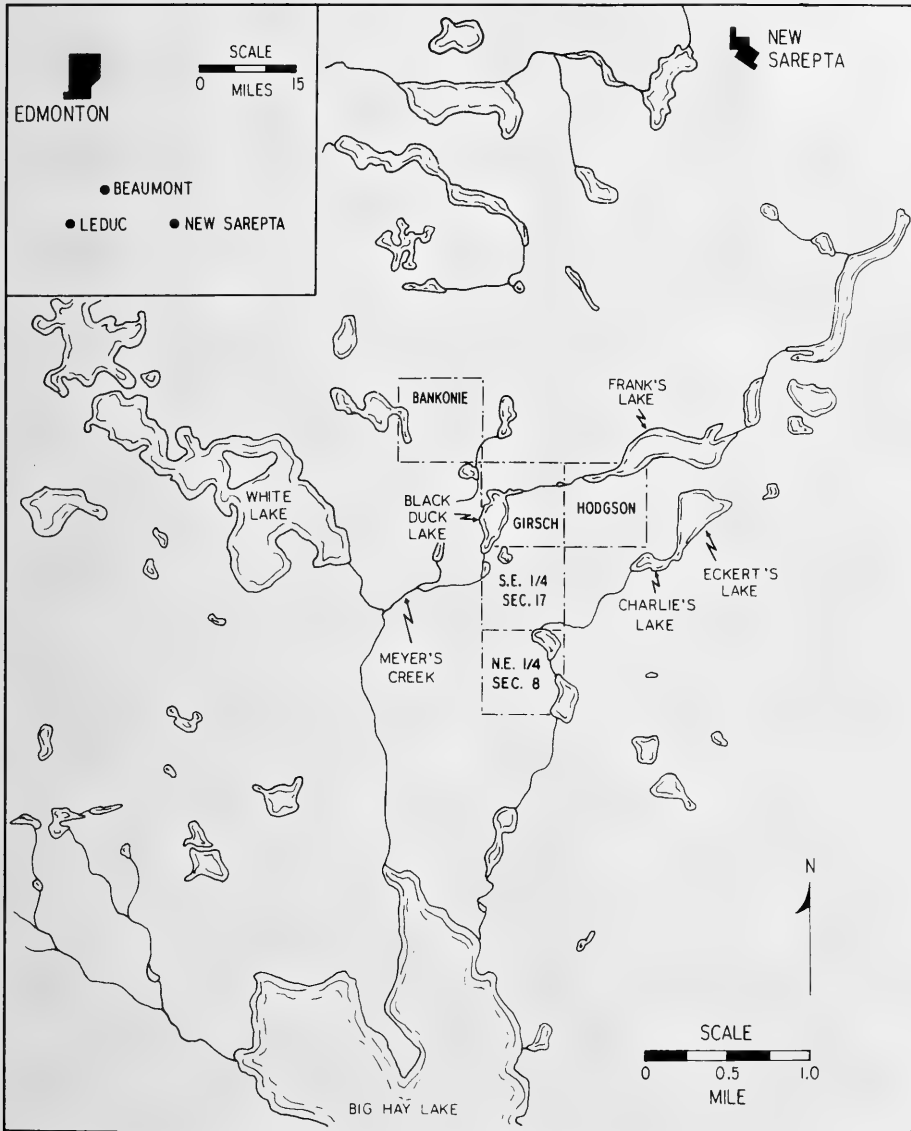 SCALE
0 15
MILES
EDMONTON
BEAUMONT
LEDUC
NEW SAREPTA
NEW
SAREPTA
BANKONIE
FRANK'S
LAKE
WHITE
LAKE
BLACK
DUCK
LAKE
GIRSCH
HODGSON
ECKERT'S
LAKE
CHARLIE'S
LAKE
S.E. 1/4
SEC. 17
MEYER'S
CREEK
N.E. 1/4
SEC. 8
N
SCALE
0 0.5 1.0
MILE
BIG HAY LAKE